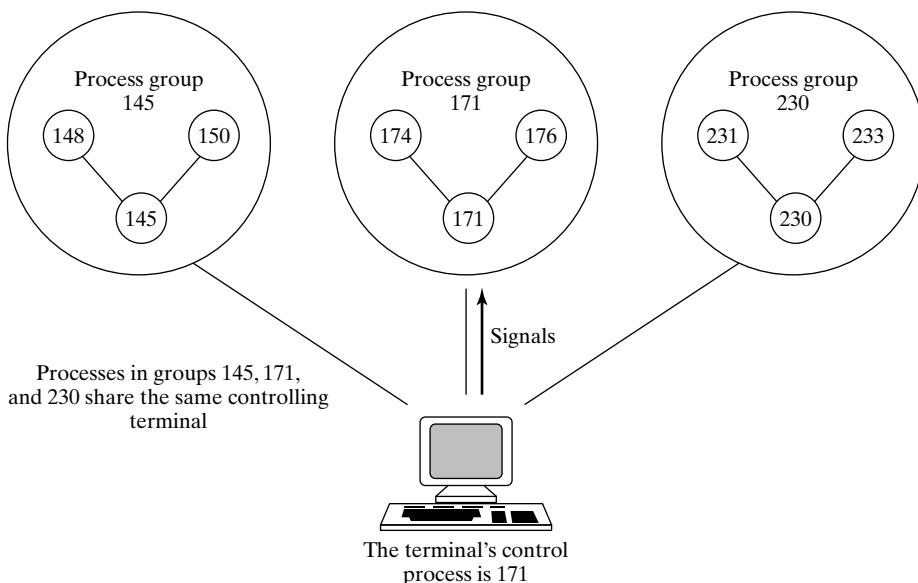 Process group
145
148
150
145
Process group
171
174
176
171
Process group
230
231
233
230
Signals
Processes in groups 145, 171,
and 230 share the same controlling
terminal
The terminal's control
process is 171